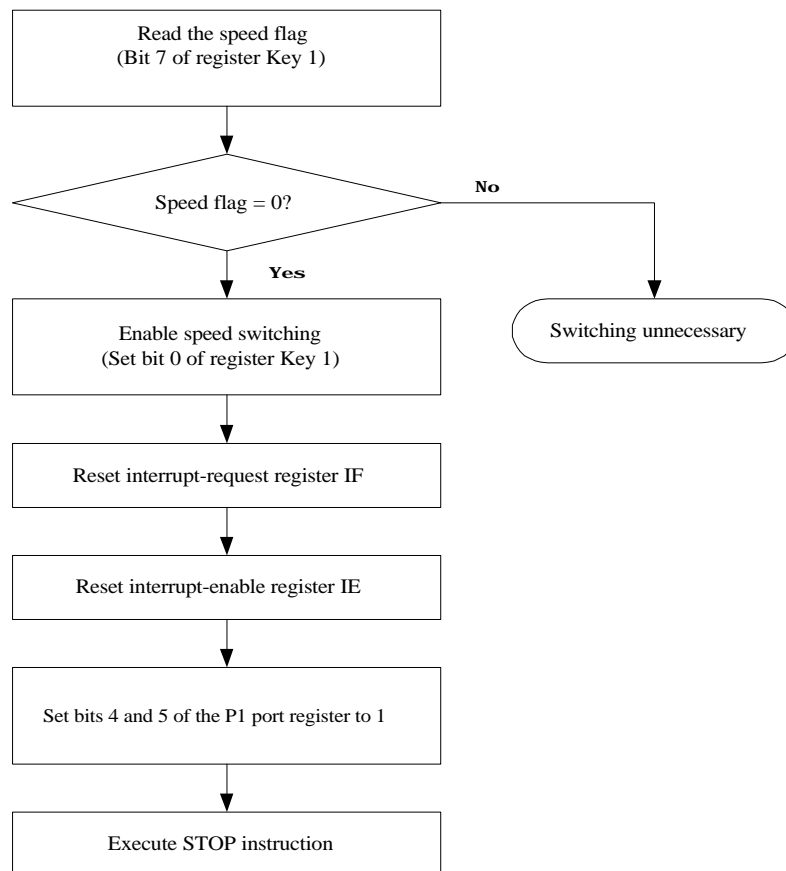 Read the speed flag
(Bit 7 of register Key 1)
Speed flag = 0?
No
Yes
Enable speed switching
(Set bit 0 of register Key 1)
Switching unnecessary
Reset interrupt-request register IF
Reset interrupt-enable register IE
Set bits 4 and 5 of the P1 port register to 1
Execute STOP instruction